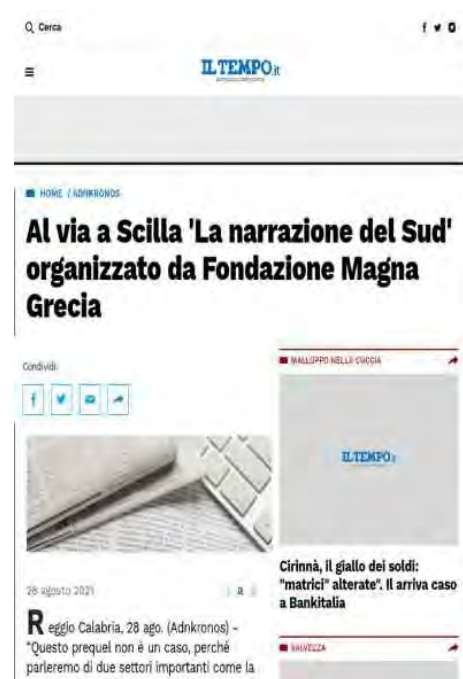 Cerca
IL TEMPO.it
HOME / ADNKRONOS
Al via a Scilla 'La narrazione del Sud'
organizzato da Fondazione Magna
Grecia
Condividi:
28 agosto 2021
a
Reggio Calabria, 28 ago. (Adnkronos) -
"Questo prequel non è un caso, perché
parleremo di due settori importanti come la
MALLOPPO NELLA CUCCIA
IL TEMPO.it
Cirinnà, il giallo dei soldi:
"matrici" alterate". Il arriva caso
a Bankitalia
SALVEZZA